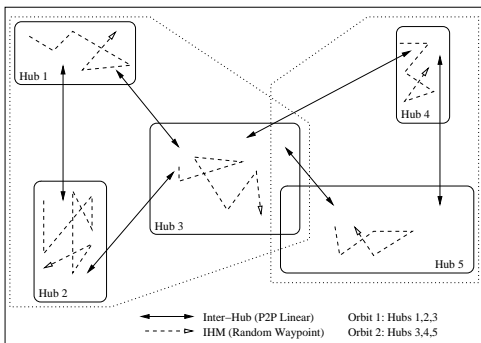 Hub 1
Hub 4
Hub 3
Hub 2
Hub 5
Inter-Hub (P2P Linear) Orbit 1: Hubs 1,2,3
IHM (Random Waypoint) Orbit 2: Hubs 3,4,5